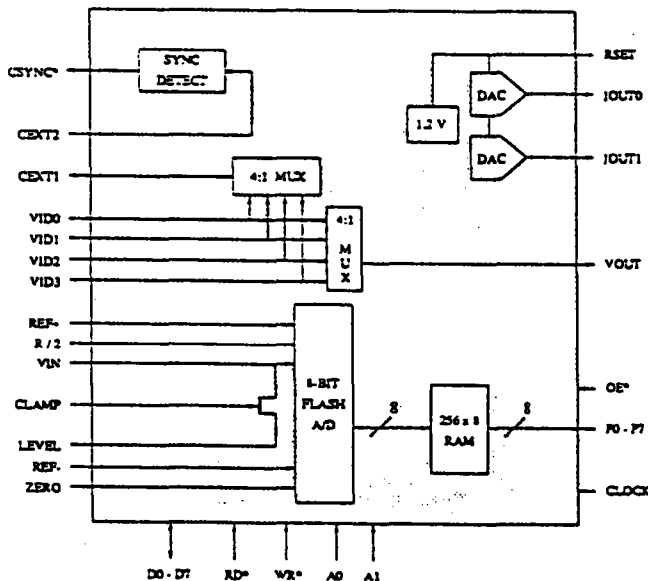 SYNC
DETECT
CSYNC*
CEXT2
CEXT1
4:1 MUX
VID0
VID1
VID2
VID3
4:1
M
U
X
1.2 V
DAC
DAC
RSET
IOUT0
IOUT1
VOUT
REF+
R / 2
VIN
CLAMP
LEVEL
REF-
ZERO
8-BIT
FLASH
A/D
8
256 x 8
RAM
8
OE*
P0 - P7
CLOCK
D0 - D7
RD*
WR*
A0
A1